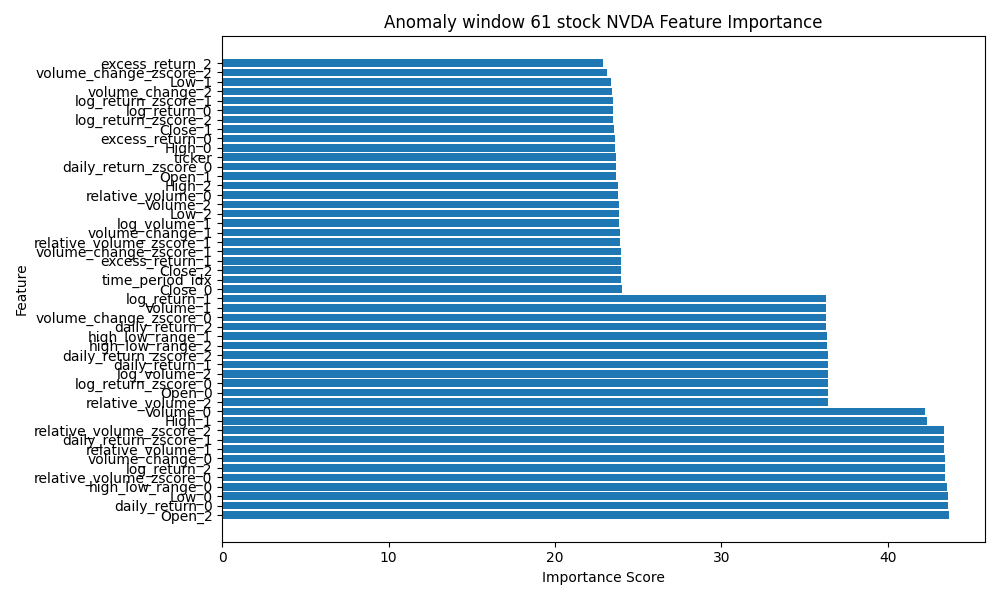 Anomaly window 61 stock NVDA Feature Importance
excess_return_2
volume_change_zscore_2
Low_1
volume_change_2
log_return_zscore_1
log_return_0
log_return_zscore_2
Close_1
excess_return_0
High_0
ticker
daily_return_zscore_0
Open_1
High_2
relative_volume_0
Volume_2
Low_2
log_volume_1
volume_change_1
relative_volume_zscore_1
volume_change_zscore_1
excess_return_1
Close_2
time_period_idx
Close_0
log_return_1
Volume_1
volume_change_zscore_0
daily_return_2
high_low_range_1
high_low_range_2
daily_return_zscore_2
daily_return_1
log_volume_2
log_return_zscore_0
Open_0
relative_volume_2
Volume_0
High_1
relative_volume_zscore_2
daily_return_zscore_1
relative_volume_1
volume_change_0
log_return_2
relative_volume_zscore_0
high_low_range_0
Low_0
daily_return_0
Open_2
Feature
0 10 20 30 40
Importance Score